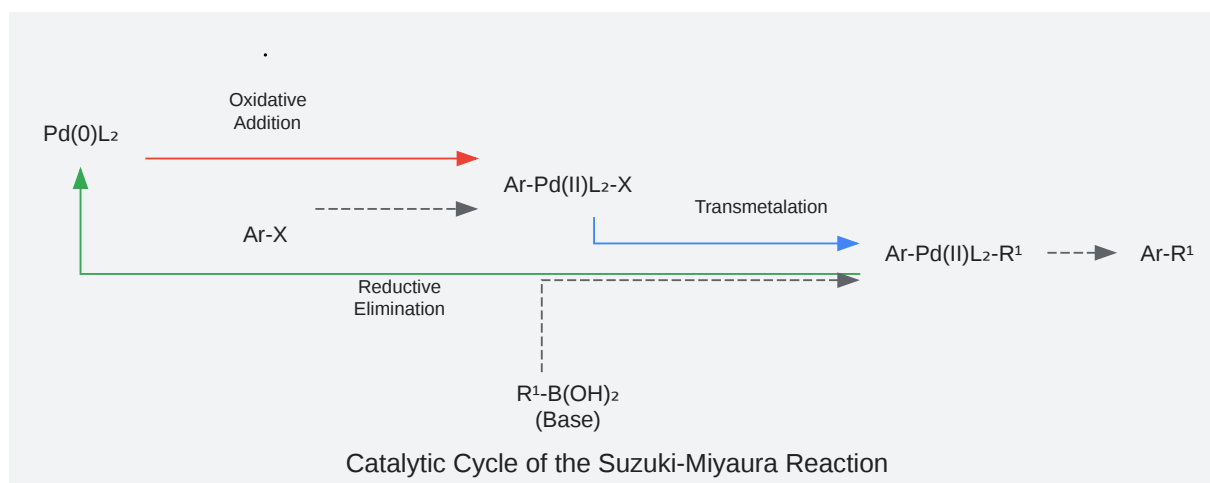 Oxidative
Addition
Pd(0)L₂
Ar-Pd(II)L₂-X
Transmetalation
Ar-X
Ar-Pd(II)L₂-R¹
Ar-R¹
Reductive
Elimination
R¹-B(OH)₂
(Base)
Catalytic Cycle of the Suzuki-Miyaura Reaction